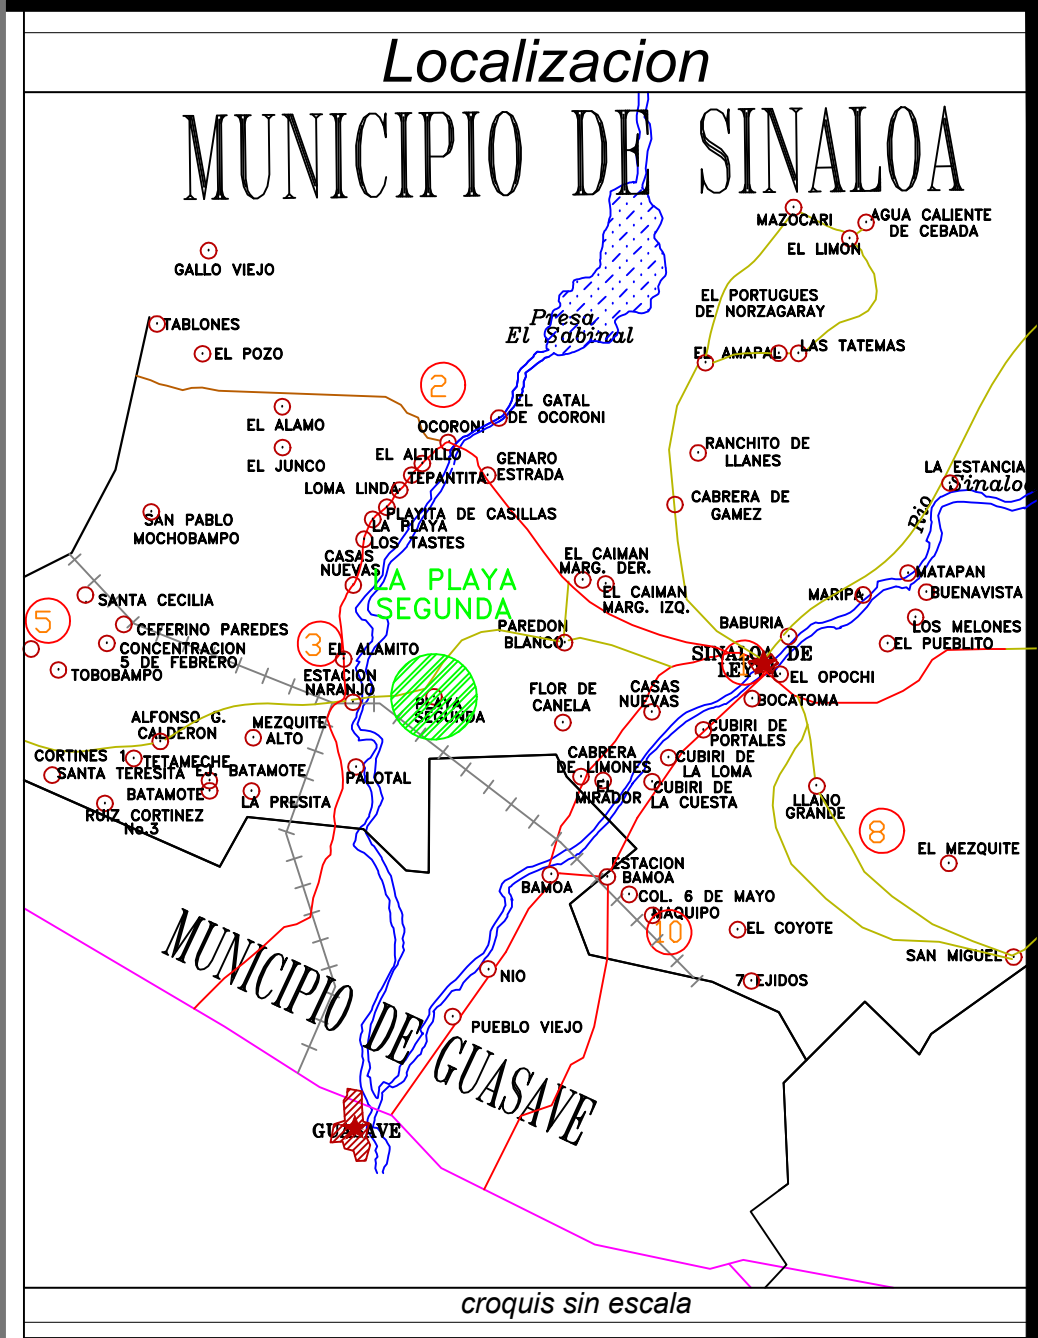 Localizacion
MUNICIPIO DE SINALOA
MAZOCARI
AGUA CALIENTE
DE CEBADA
EL LIMON
GALLO VIEJO
EL PORTUGUES
DE NORZAGARAY
TABLONES
Presa
El Sabinal
EL POZO
EL AMAPAL
LAS TATEMAS
2
EL GATAL
DE OCORONI
EL ALAMO
OCORONI
RANCHITO DE
LLANES
EL JUNCO
EL ALTILLO
GENARO
ESTRADA
TEPANTITA
LOMA LINDA
LA ESTANCIA
Rio
Sinaloa
CABRERA DE
GAMEZ
SAN PABLO
MOCHOBAMPO
PLAYITA DE CASILLAS
LA PLAYA
LOS TASTES
CASAS
NUEVAS
LA PLAYA
SEGUNDA
EL CAIMAN
MARG. DER.
EL CAIMAN
MARG. IZQ.
MATAPAN
MARIPA
BUENAVISTA
SANTA CECILIA
5
CEFERINO PAREDES
CONCENTRACION
5 DE FEBRERO
TOBOBAMPO
3
EL ALAMITO
ESTACION
NARANJO
PAREDON
BLANCO
BABURIA
LOS MELONES
EL PUEBLITO
SINALOA DE
LEYVA
EL OPOCHI
BOCATOMA
PLAYA
SEGUNDA
FLOR DE
CANELA
CASAS
NUEVAS
ALFONSO G.
CALDERON
MEZQUITE
ALTO
CUBIRI DE
PORTALES
CORTINES 1
TETAMECHE
SANTA TERESITA EJ. BATAMOTE
BATAMOTE
LA PRESITA
PALOTAL
RUIZ CORTINEZ
No.3
CABRERA
DE LIMONES
EL
MIRADOR
CUBIRI DE
LA LOMA
CUBIRI DE
LA CUESTA
LLANO
GRANDE
8
EL MEZQUITE
ESTACION
BAMOA
BAMOA
COL. 6 DE MAYO
MAQUIPO
10
EL COYOTE
SAN MIGUEL
NIO
7 EJIDOS
PUEBLO VIEJO
MUNICIPIO DE GUASAVE
GUASAVE
croquis sin escala